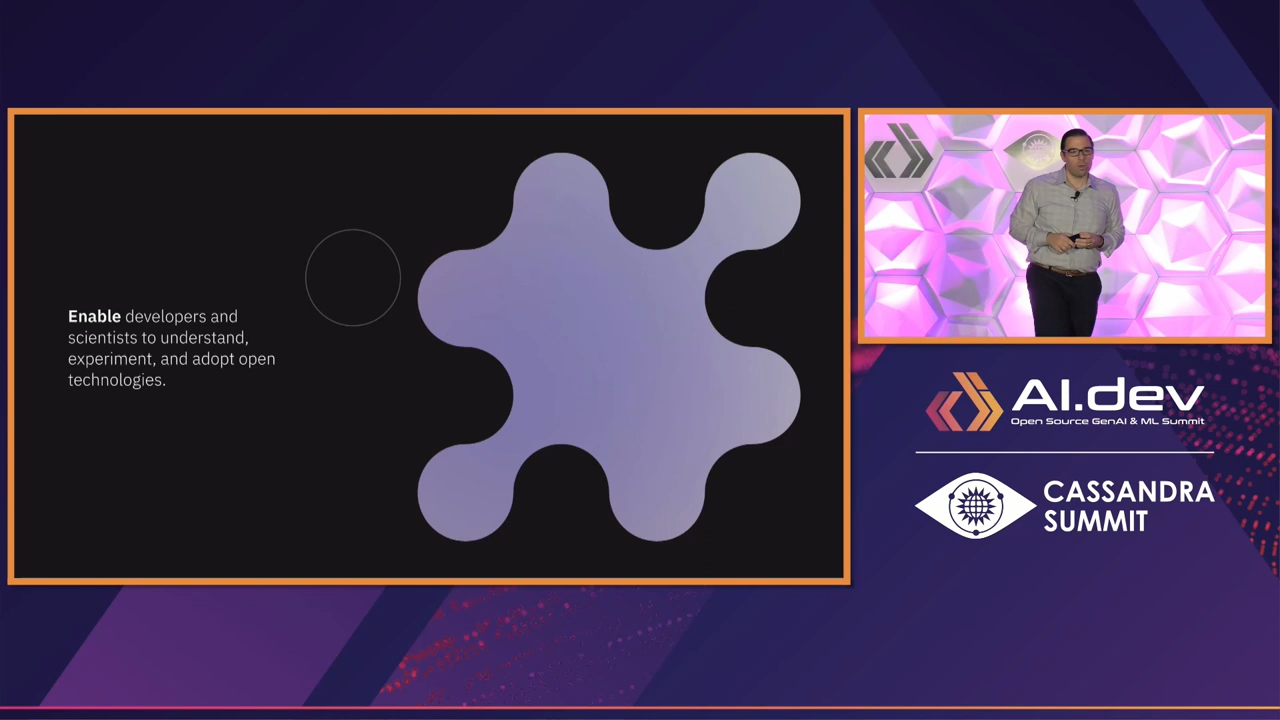 Enable developers and
scientists to understand,
experiment, and adopt open
technologies.
AI.dev
Open Source GenAI & ML Summit
CASSANDRA
SUMMIT